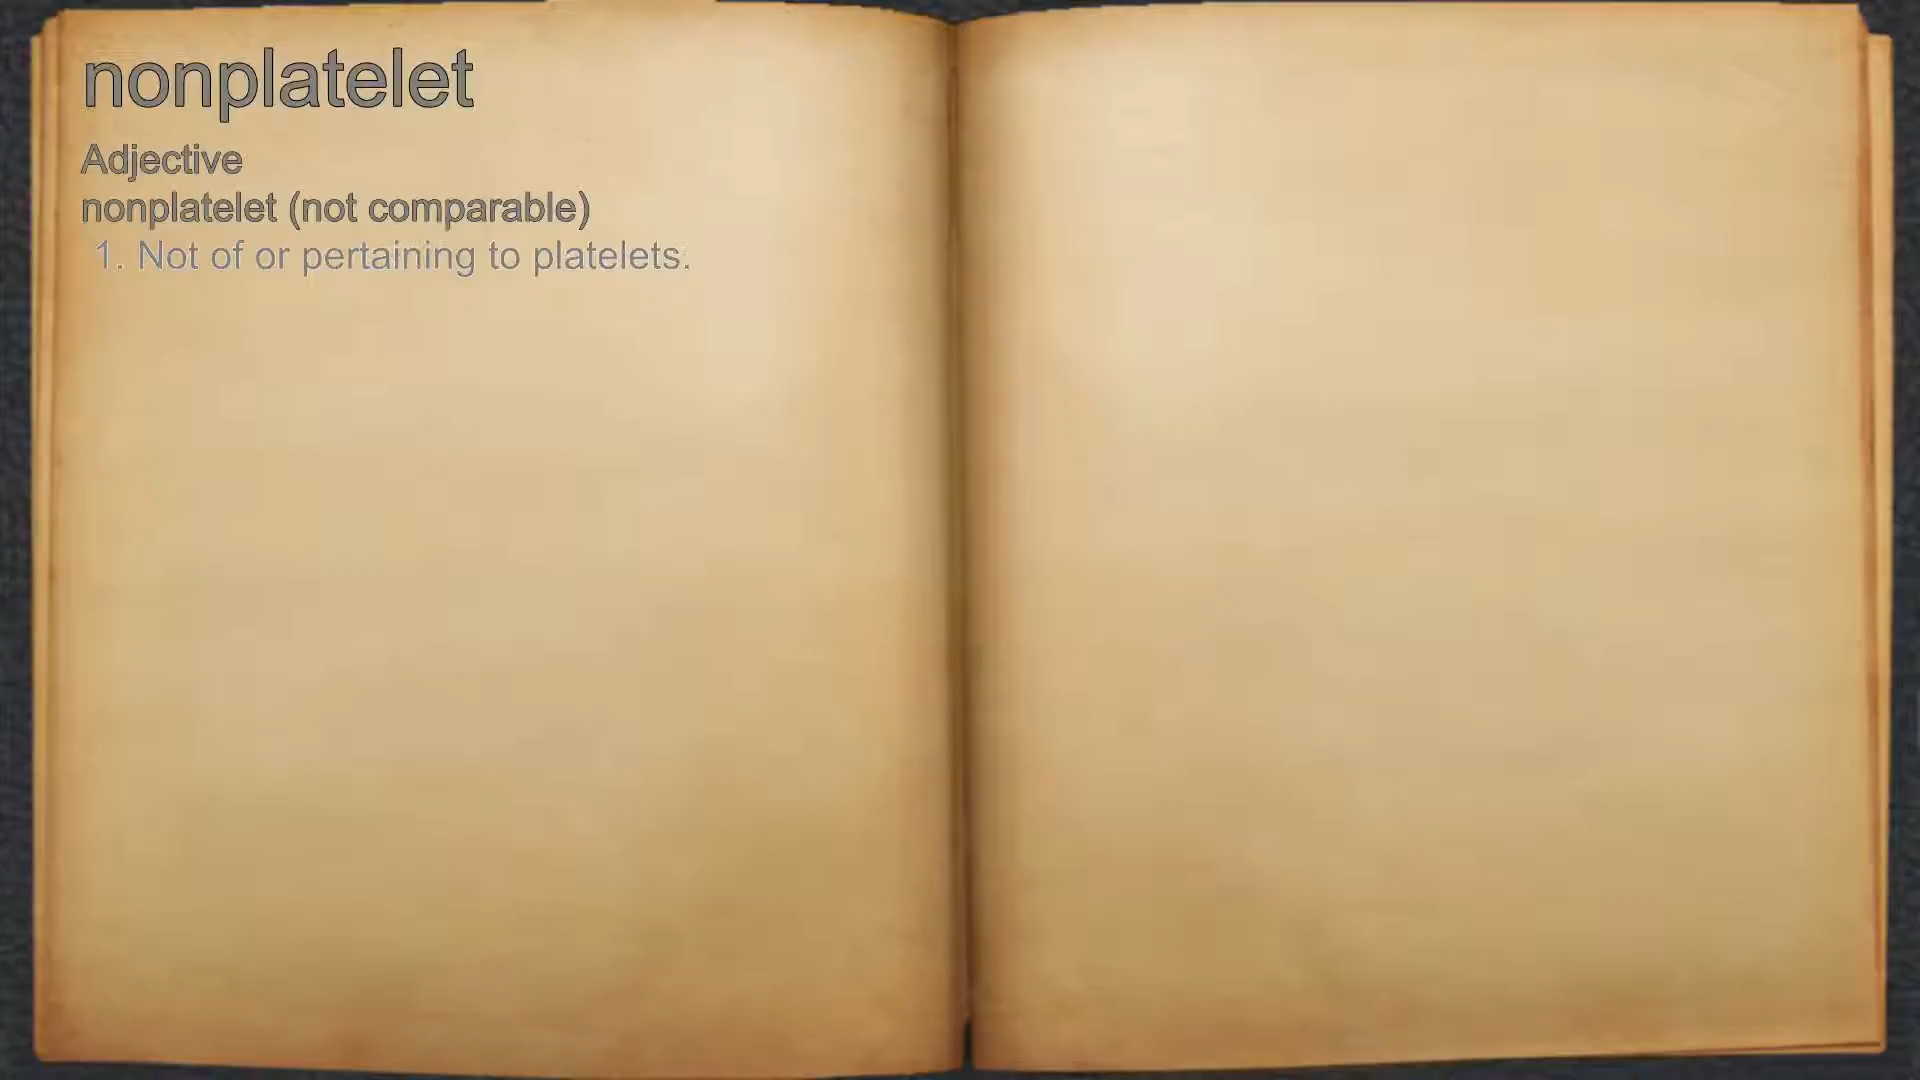 nonplatelet
Adjective
nonplatelet (not comparable)
1. Not of or pertaining to platelets.